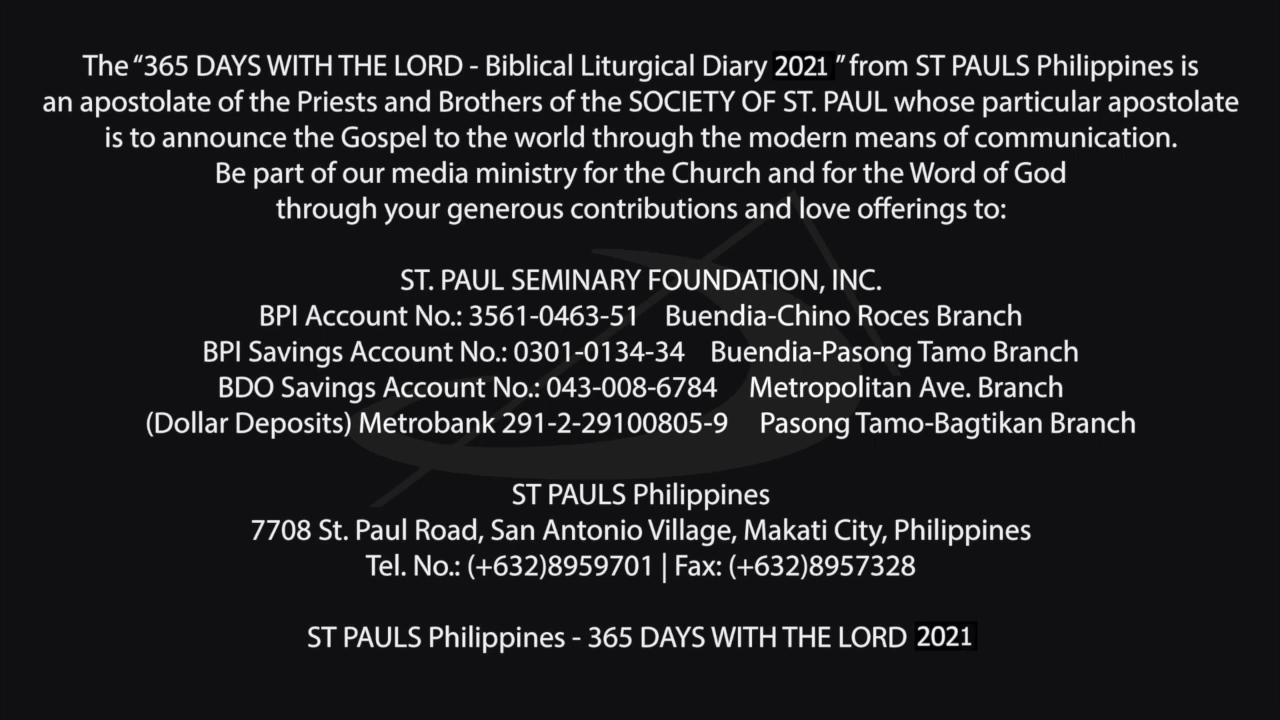 The “365 DAYS WITH THE LORD - Biblical Liturgical Diary 2021 ” from ST PAULS Philippines is
an apostolate of the Priests and Brothers of the SOCIETY OF ST. PAUL whose particular apostolate
is to announce the Gospel to the world through the modern means of communication.
Be part of our media ministry for the Church and for the Word of God
through your generous contributions and love offerings to:
ST. PAUL SEMINARY FOUNDATION, INC.
BPI Account No.: 3561-0463-51 Buendia-Chino Roces Branch
BPI Savings Account No.: 0301-0134-34 Buendia-Pasong Tamo Branch
BDO Savings Account No.: 043-008-6784 Metropolitan Ave. Branch
(Dollar Deposits) Metrobank 291-2-29100805-9 Pasong Tamo-Bagtikan Branch
ST PAULS Philippines
7708 St. Paul Road, San Antonio Village, Makati City, Philippines
Tel. No.: (+632)8959701 | Fax: (+632)8957328
ST PAULS Philippines - 365 DAYS WITH THE LORD 2021